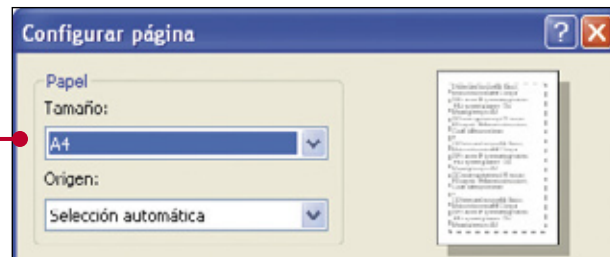 Configurar página
Papel
Tamaño:
A4
Origen:
Selección automática